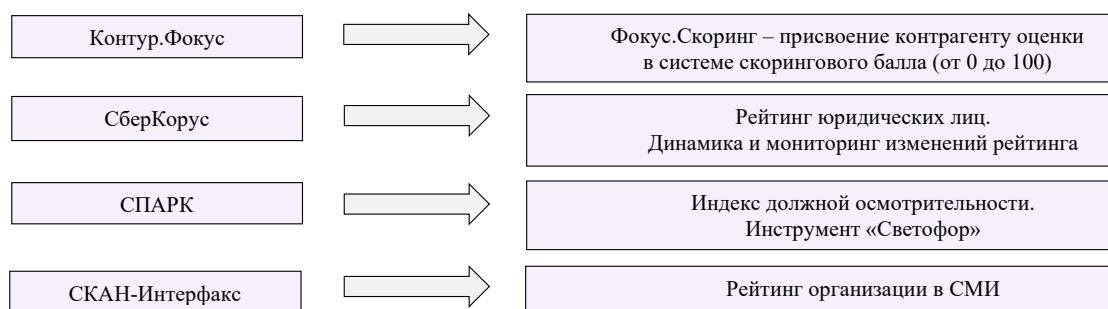 Контур.Фокус
Фокус.Скоринг – присвоение контрагенту оценки
в системе скорингового балла (от 0 до 100)
СберКорус
Рейтинг юридических лиц.
Динамика и мониторинг изменений рейтинга
СПАРК
Индекс должной осмотрительности.
Инструмент «Светофор»
СКАН-Интерфакс
Рейтинг организации в СМИ